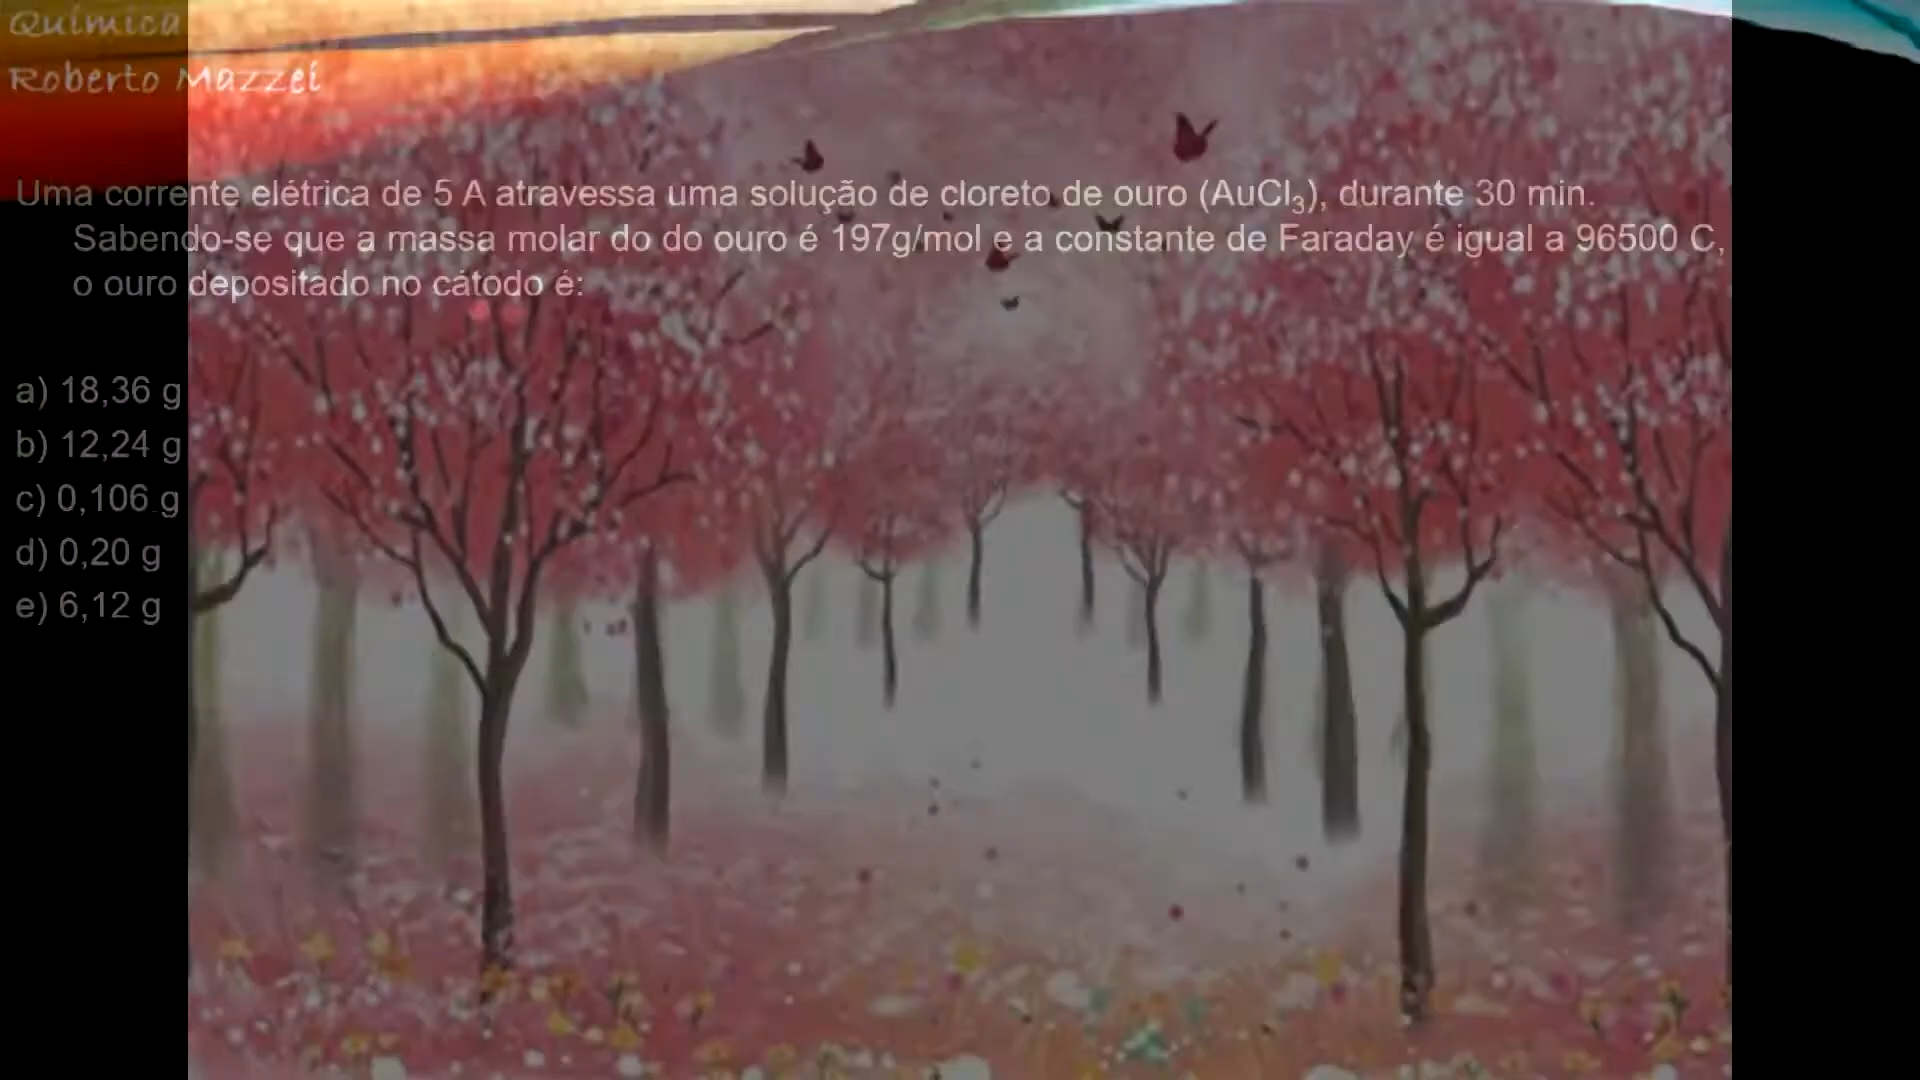 Química
Roberto Mazzei
Uma corrente elétrica de 5 A atravessa uma solução de cloreto de ouro (AuCl₃), durante 30 min.
Sabendo-se que a massa molar do do ouro é 197g/mol e a constante de Faraday é igual a 96500 C,
o ouro depositado no cátodo é:
a) 18,36 g
b) 12,24 g
c) 0,106 g
d) 0,20 g
e) 6,12 g